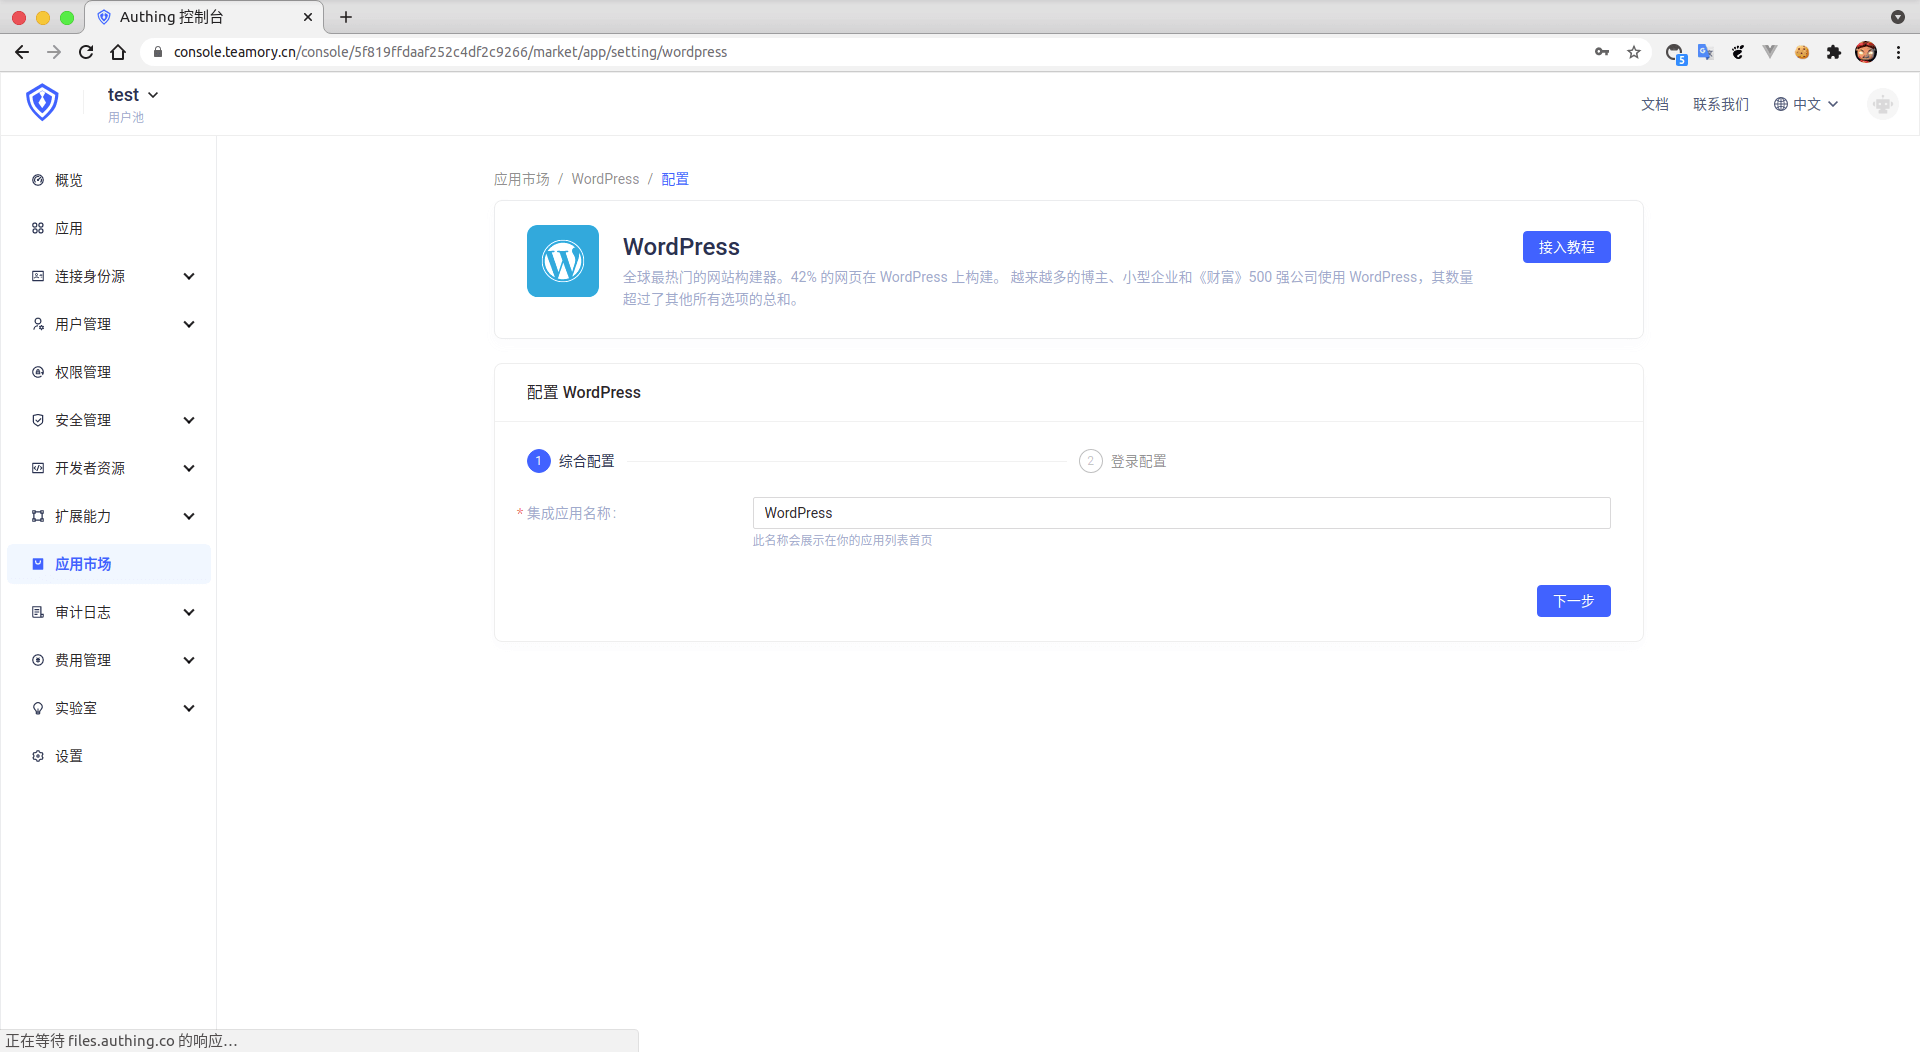 Authing 控制台
console.teamory.cn/console/5f819ffdaaf252c4df2c9266/market/app/setting/wordpress
5
test
用户池
文档
联系我们
中文
概览
应用
连接身份源
用户管理
权限管理
安全管理
开发者资源
扩展能力
应用市场
审计日志
费用管理
实验室
设置
应用市场 / WordPress / 配置
WordPress
接入教程
全球最热门的网站构建器。42% 的网页在 WordPress 上构建。 越来越多的博主、小型企业和《财富》500 强公司使用 WordPress，其数量
超过了其他所有选项的总和。
配置 WordPress
1 综合配置
2 登录配置
* 集成应用名称:
WordPress
此名称会展示在你的应用列表首页
下一步
正在等待 files.authing.co 的响应…